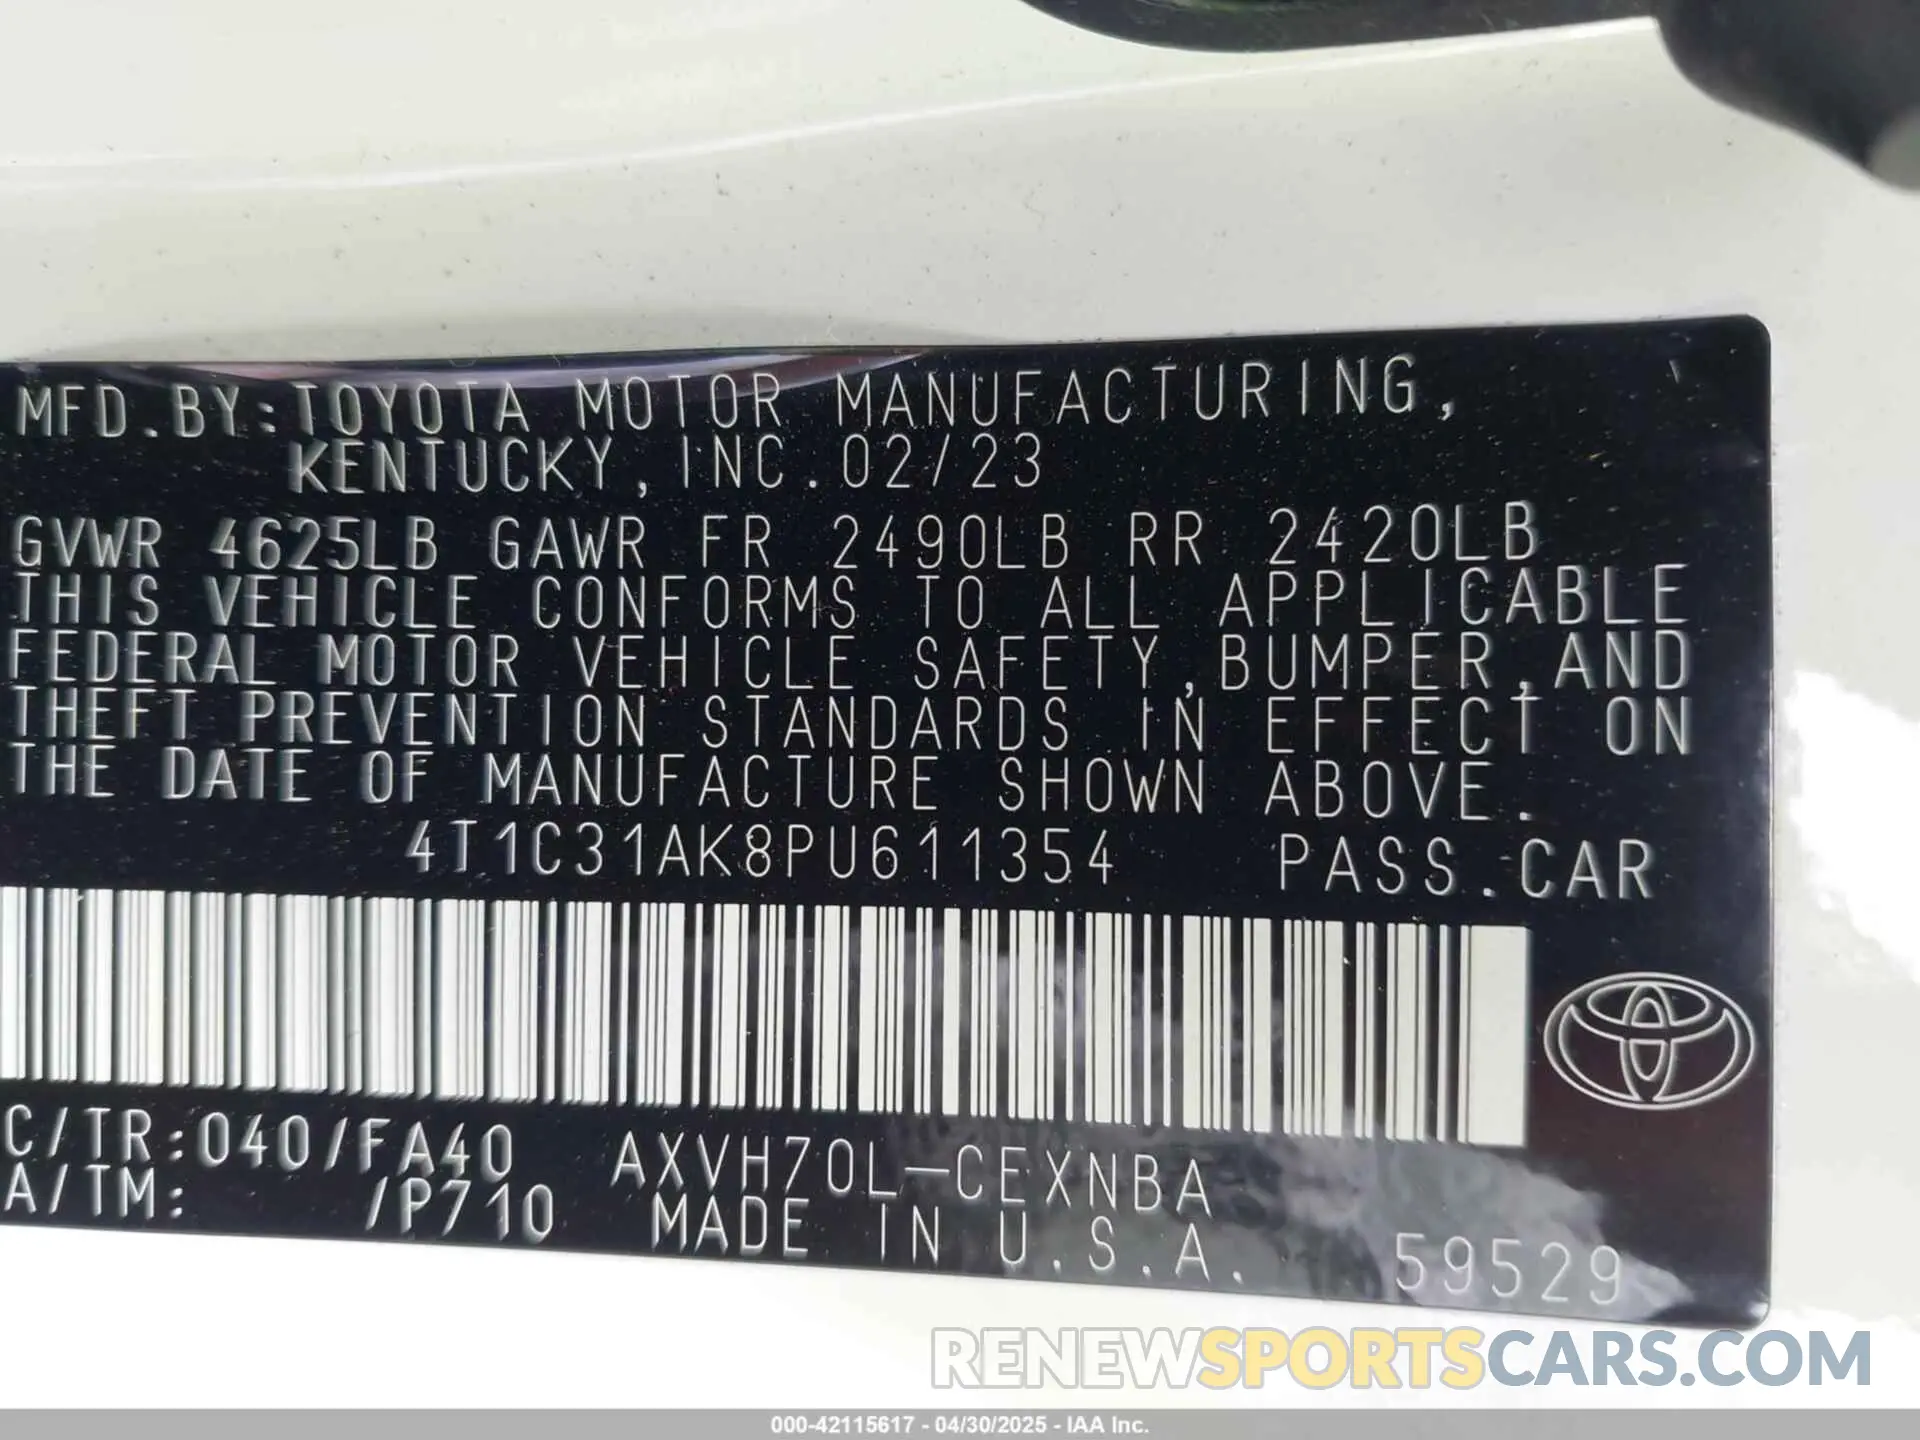 MFD.BY:TOYOTA MOTOR MANUFACTURING,
KENTUCKY,INC.02/23
GVWR 4625LB GAWR FR 2490LB RR 2420LB
THIS VEHICLE CONFORMS TO ALL APPLICABLE
FEDERAL MOTOR VEHICLE SAFETY,BUMPER,AND
THEFT PREVENTION STANDARDS IN EFFECT ON
THE DATE OF MANUFACTURE SHOWN ABOVE.
4T1C31AK8PU611354 PASS.CAR
C/TR:040/FA40 AXVH70L-CEXNBA
A/TM: /P710 MADE IN U.S.A. 59529
RENEWSPORTSCARS.COM
000-42115617 - 04/30/2025 - IAA Inc.